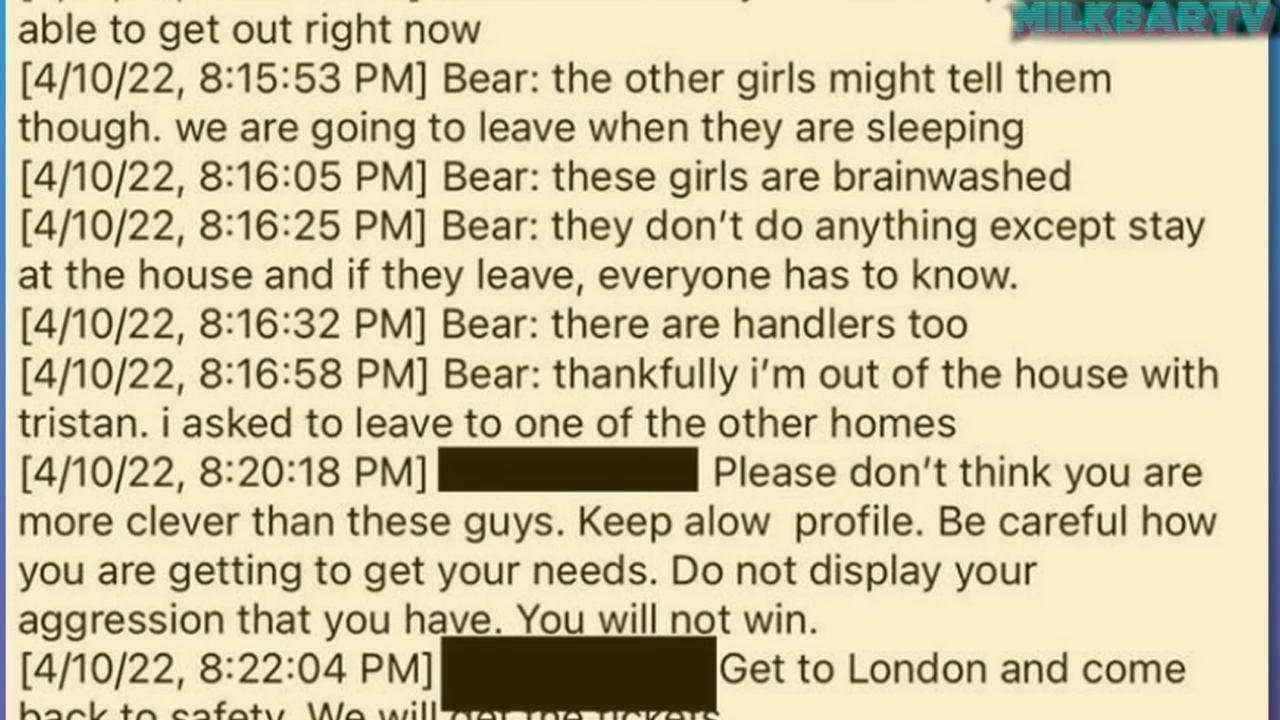 MILKBARTV
able to get out right now
[4/10/22, 8:15:53 PM] Bear: the other girls might tell them
though. we are going to leave when they are sleeping
[4/10/22, 8:16:05 PM] Bear: these girls are brainwashed
[4/10/22, 8:16:25 PM] Bear: they don’t do anything except stay
at the house and if they leave, everyone has to know.
[4/10/22, 8:16:32 PM] Bear: there are handlers too
[4/10/22, 8:16:58 PM] Bear: thankfully i’m out of the house with
tristan. i asked to leave to one of the other homes
[4/10/22, 8:20:18 PM] Please don’t think you are
more clever than these guys. Keep alow  profile. Be careful how
you are getting to get your needs. Do not display your
aggression that you have. You will not win.
[4/10/22, 8:22:04 PM] Get to London and come
back to safety. We will get the tickets